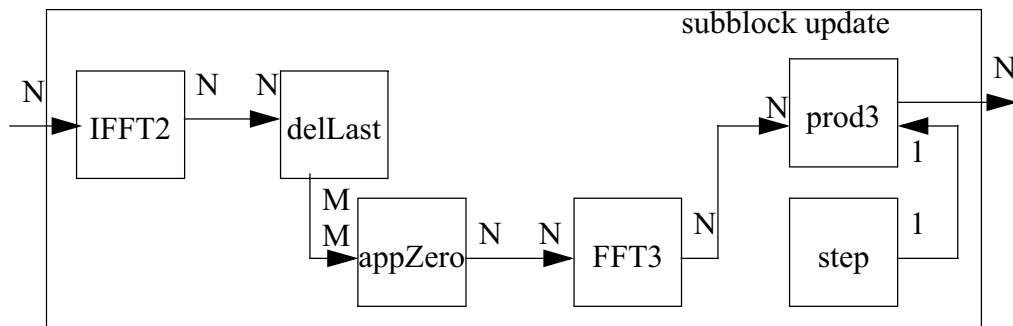 subblock update
N
IFFT2
N
N
delLast
M
M
appZero
N
N
FFT3
N
N
prod3
N
1
1
step